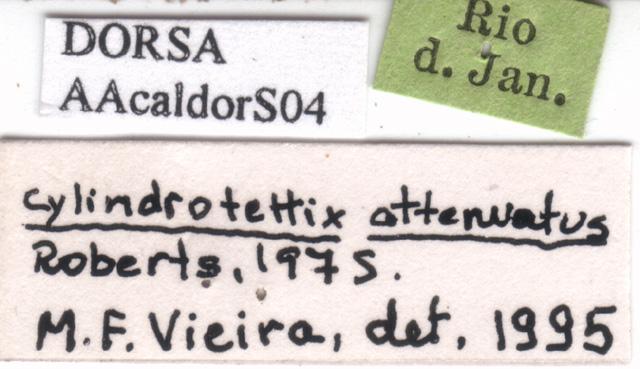 DORSA
AAcaldorS04
Rio
d. Jan.
Cylindrotettix attenuatus
Roberts, 1975.
M.F. Vieira, det. 1995